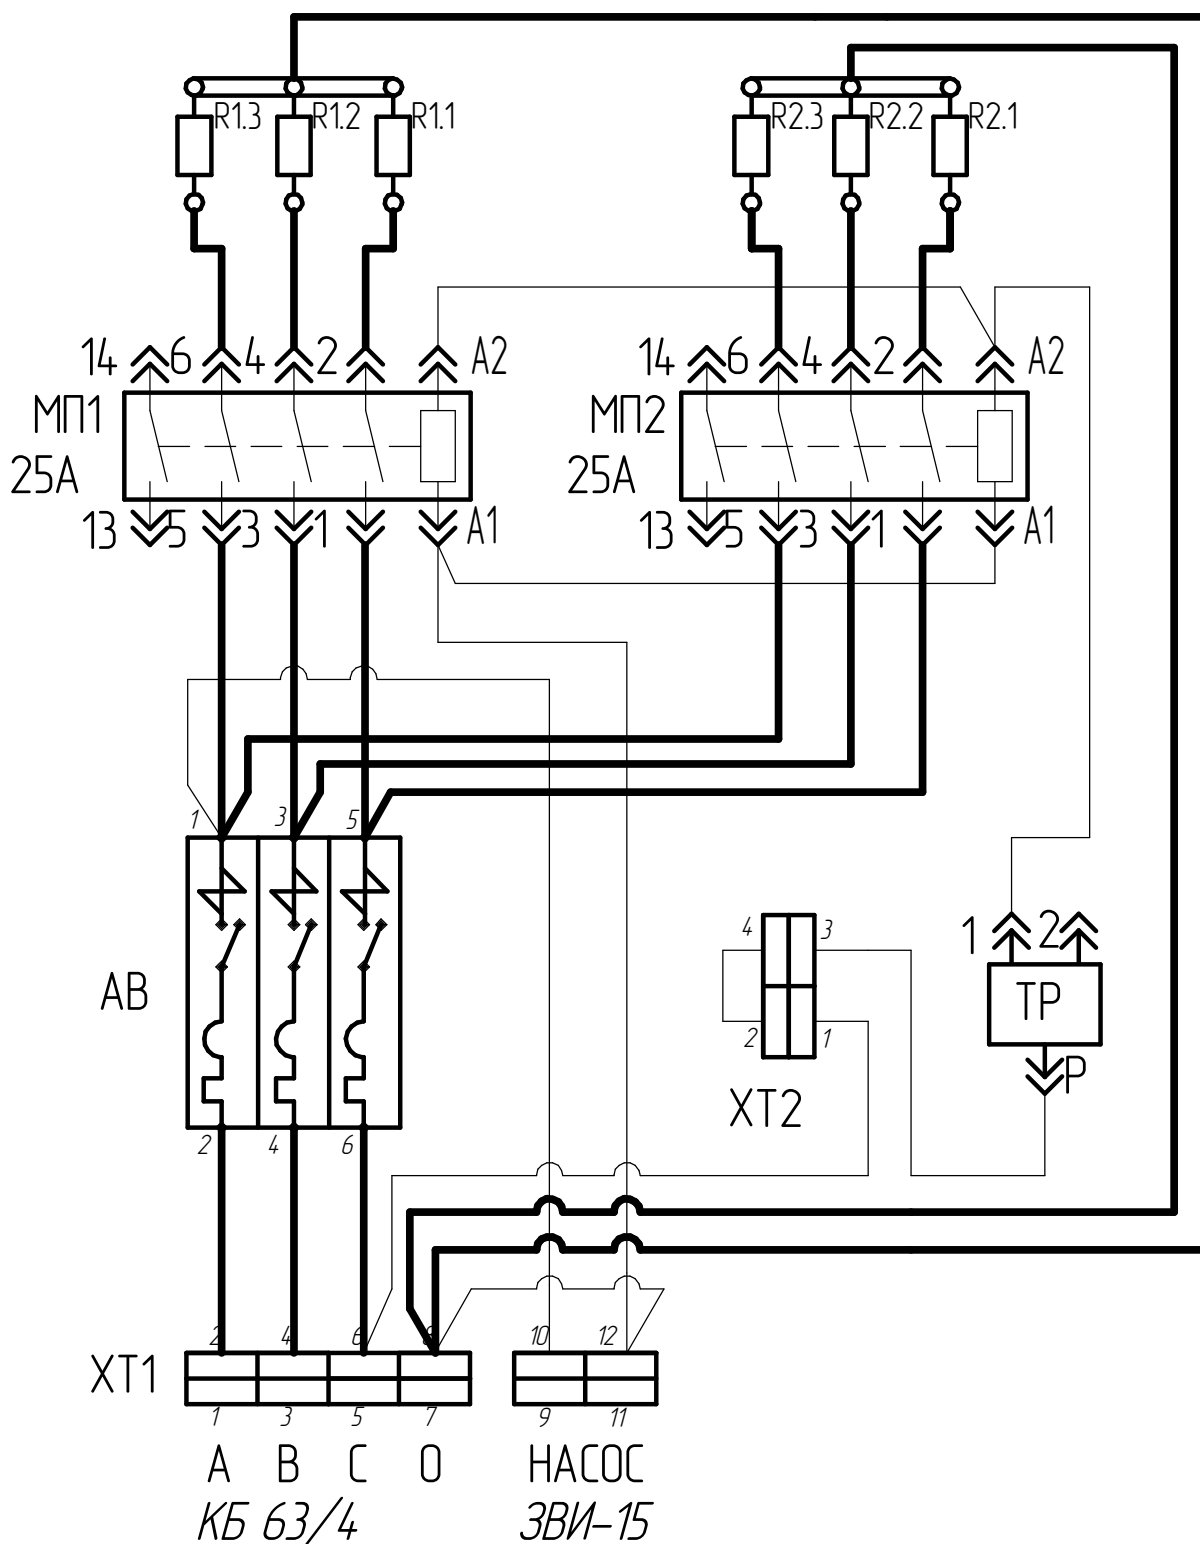 R1.3 R1.2 R1.1 R2.3 R2.2 R2.1
14 6 4 2 A2 14 6 4 2 A2
МП1 МП2
25А 25А
13 5 3 1 A1 13 5 3 1 A1
1 3 5
4 3 1 2
АВ ТР
2 1
Р
ХТ2
2 4 6
2 4 6 8 10 12
ХТ1
1 3 5 7 9 11
А В С О НАСОС
КБ 63/4 ЗВИ-15